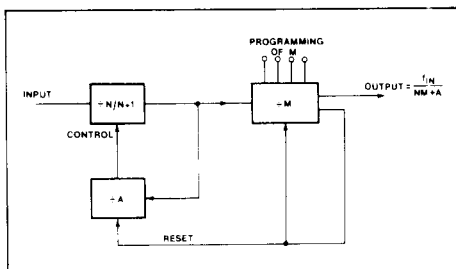 PROGRAMMING
OF M
INPUT
÷N/N+1
÷M
OUTPUT = fIN
NM+A
CONTROL
÷A
RESET